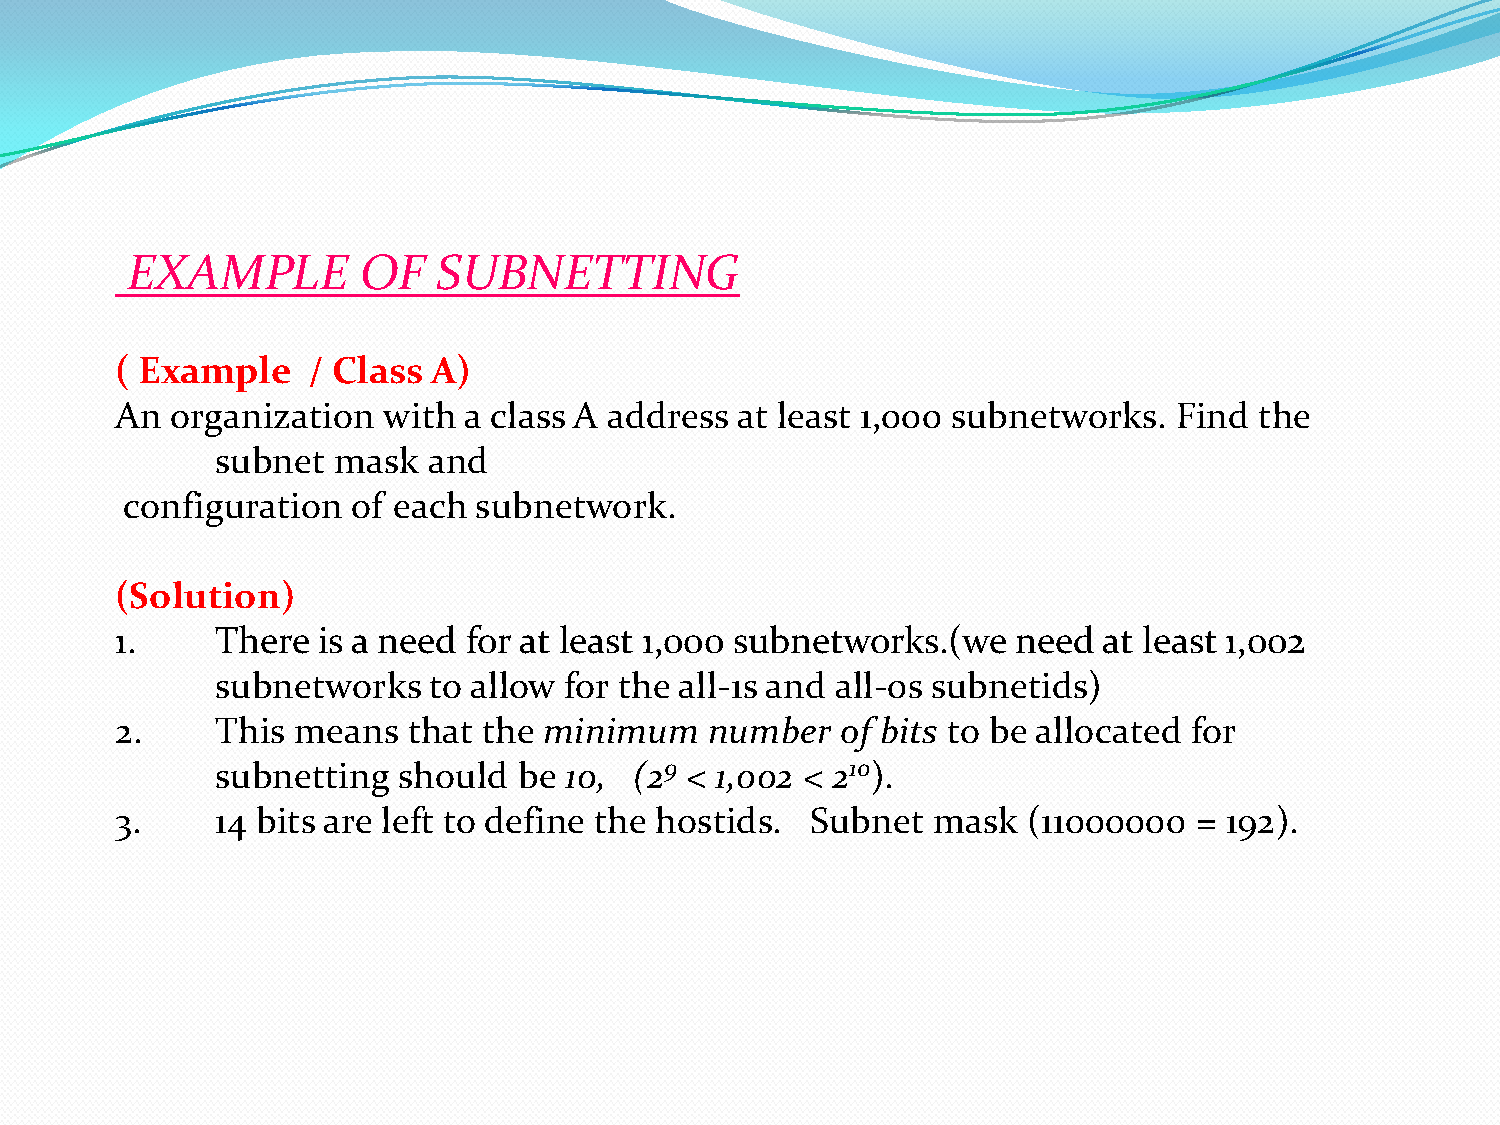 EXAMPLE OF SUBNETTING
( Example / Class A)
An organization with a class A address at least 1,000 subnetworks. Find the
subnet mask and
configuration of each subnetwork.
(Solution)
1. There is a need for at least 1,000 subnetworks.(we need at least 1,002
subnetworks to allow for the all-1s and all-0s subnetids)
2. This means that the minimum number of bits to be allocated for
subnetting should be 10, (2⁹ < 1,002 < 2¹⁰).
3. 14 bits are left to define the hostids. Subnet mask (11000000 = 192).